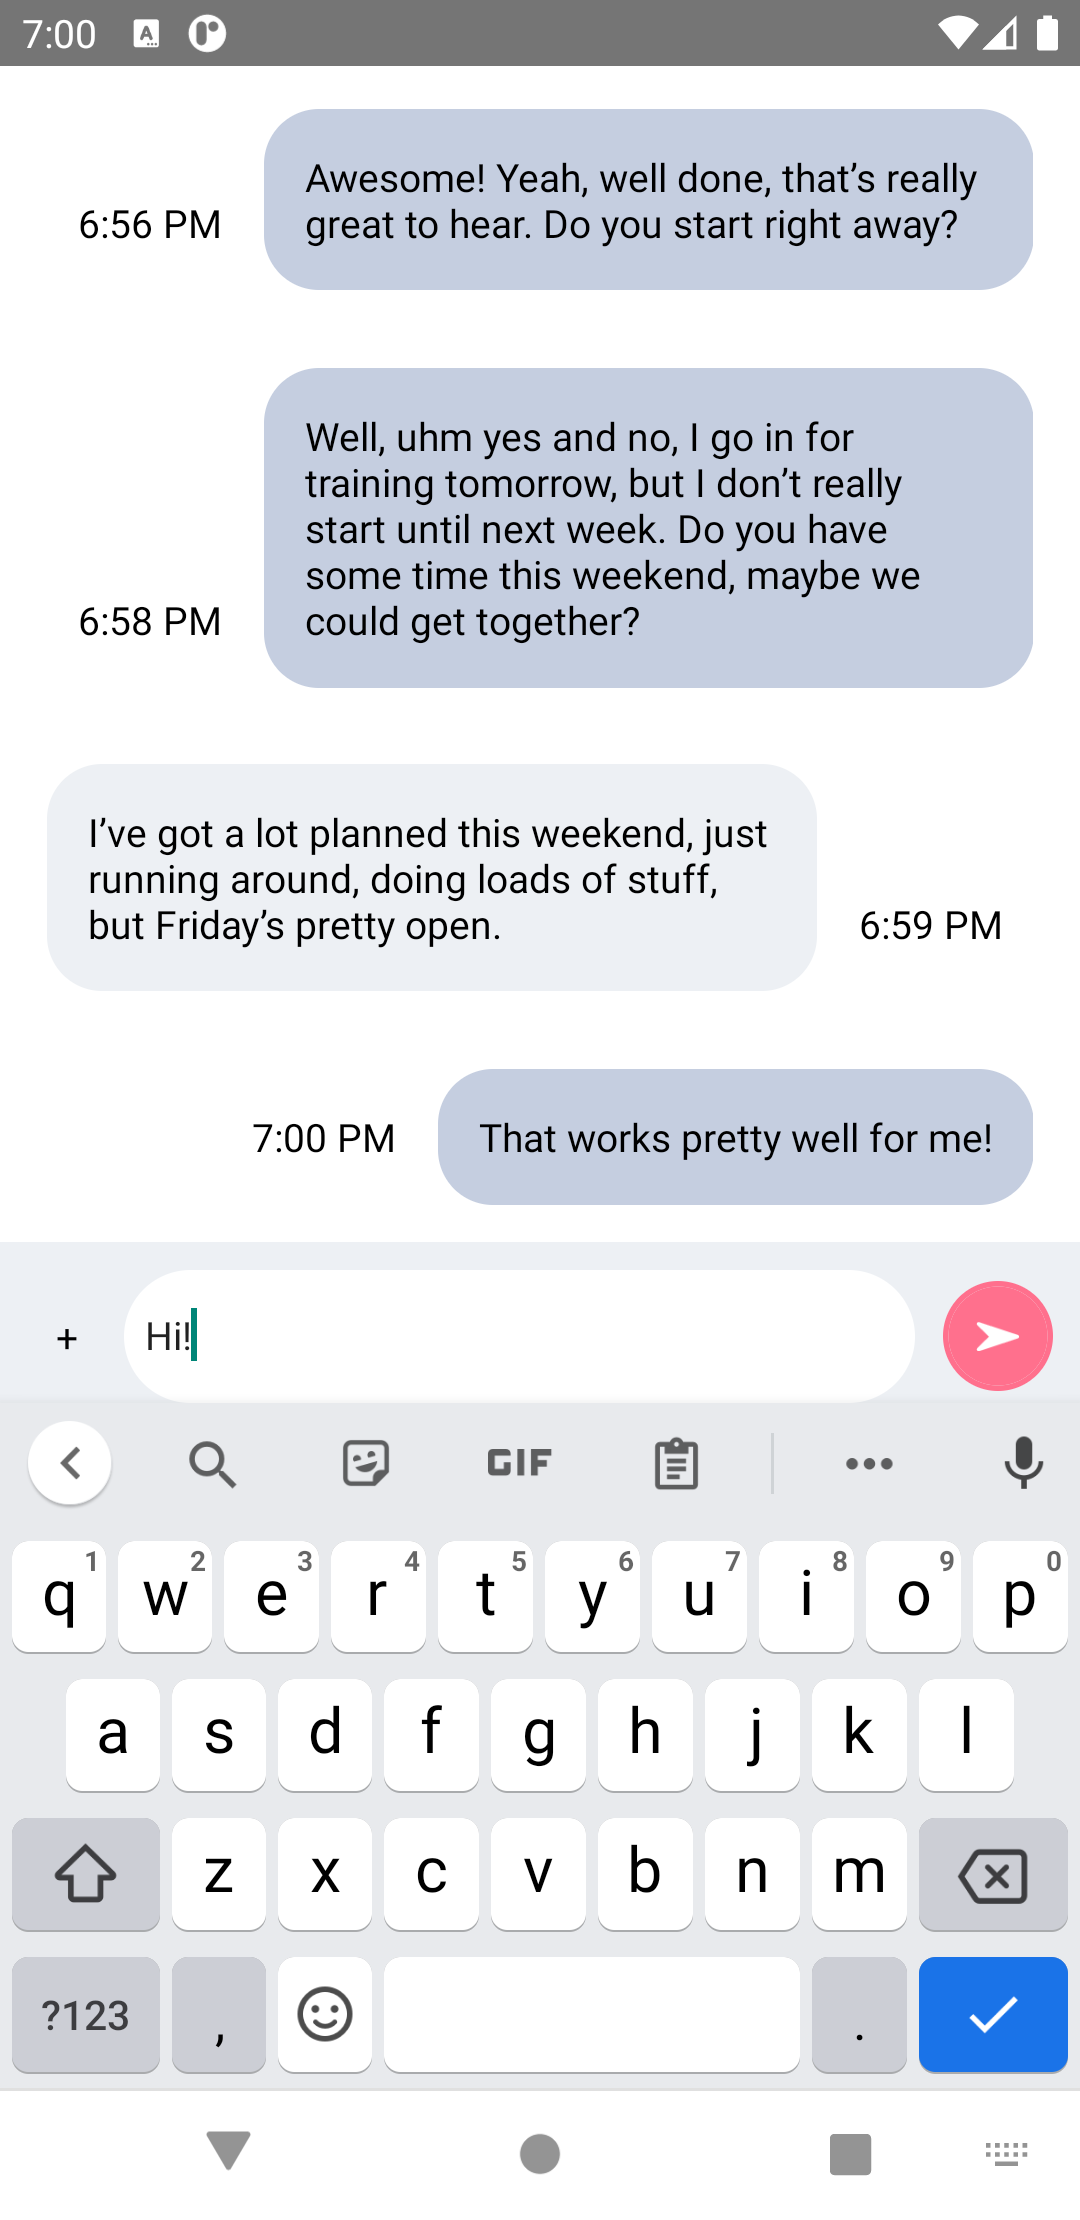 7:00
Awesome! Yeah, well done, that’s really
great to hear. Do you start right away?
6:56 PM
Well, uhm yes and no, I go in for
training tomorrow, but I don’t really
start until next week. Do you have
some time this weekend, maybe we
could get together?
6:58 PM
I’ve got a lot planned this weekend, just
running around, doing loads of stuff,
but Friday’s pretty open.
6:59 PM
7:00 PM
That works pretty well for me!
+ Hi!
GIF
q 1 w 2 e 3 r 4 t 5 y 6 u 7 i 8 o 9 p 0
a s d f g h j k l
z x c v b n m
?123 , .